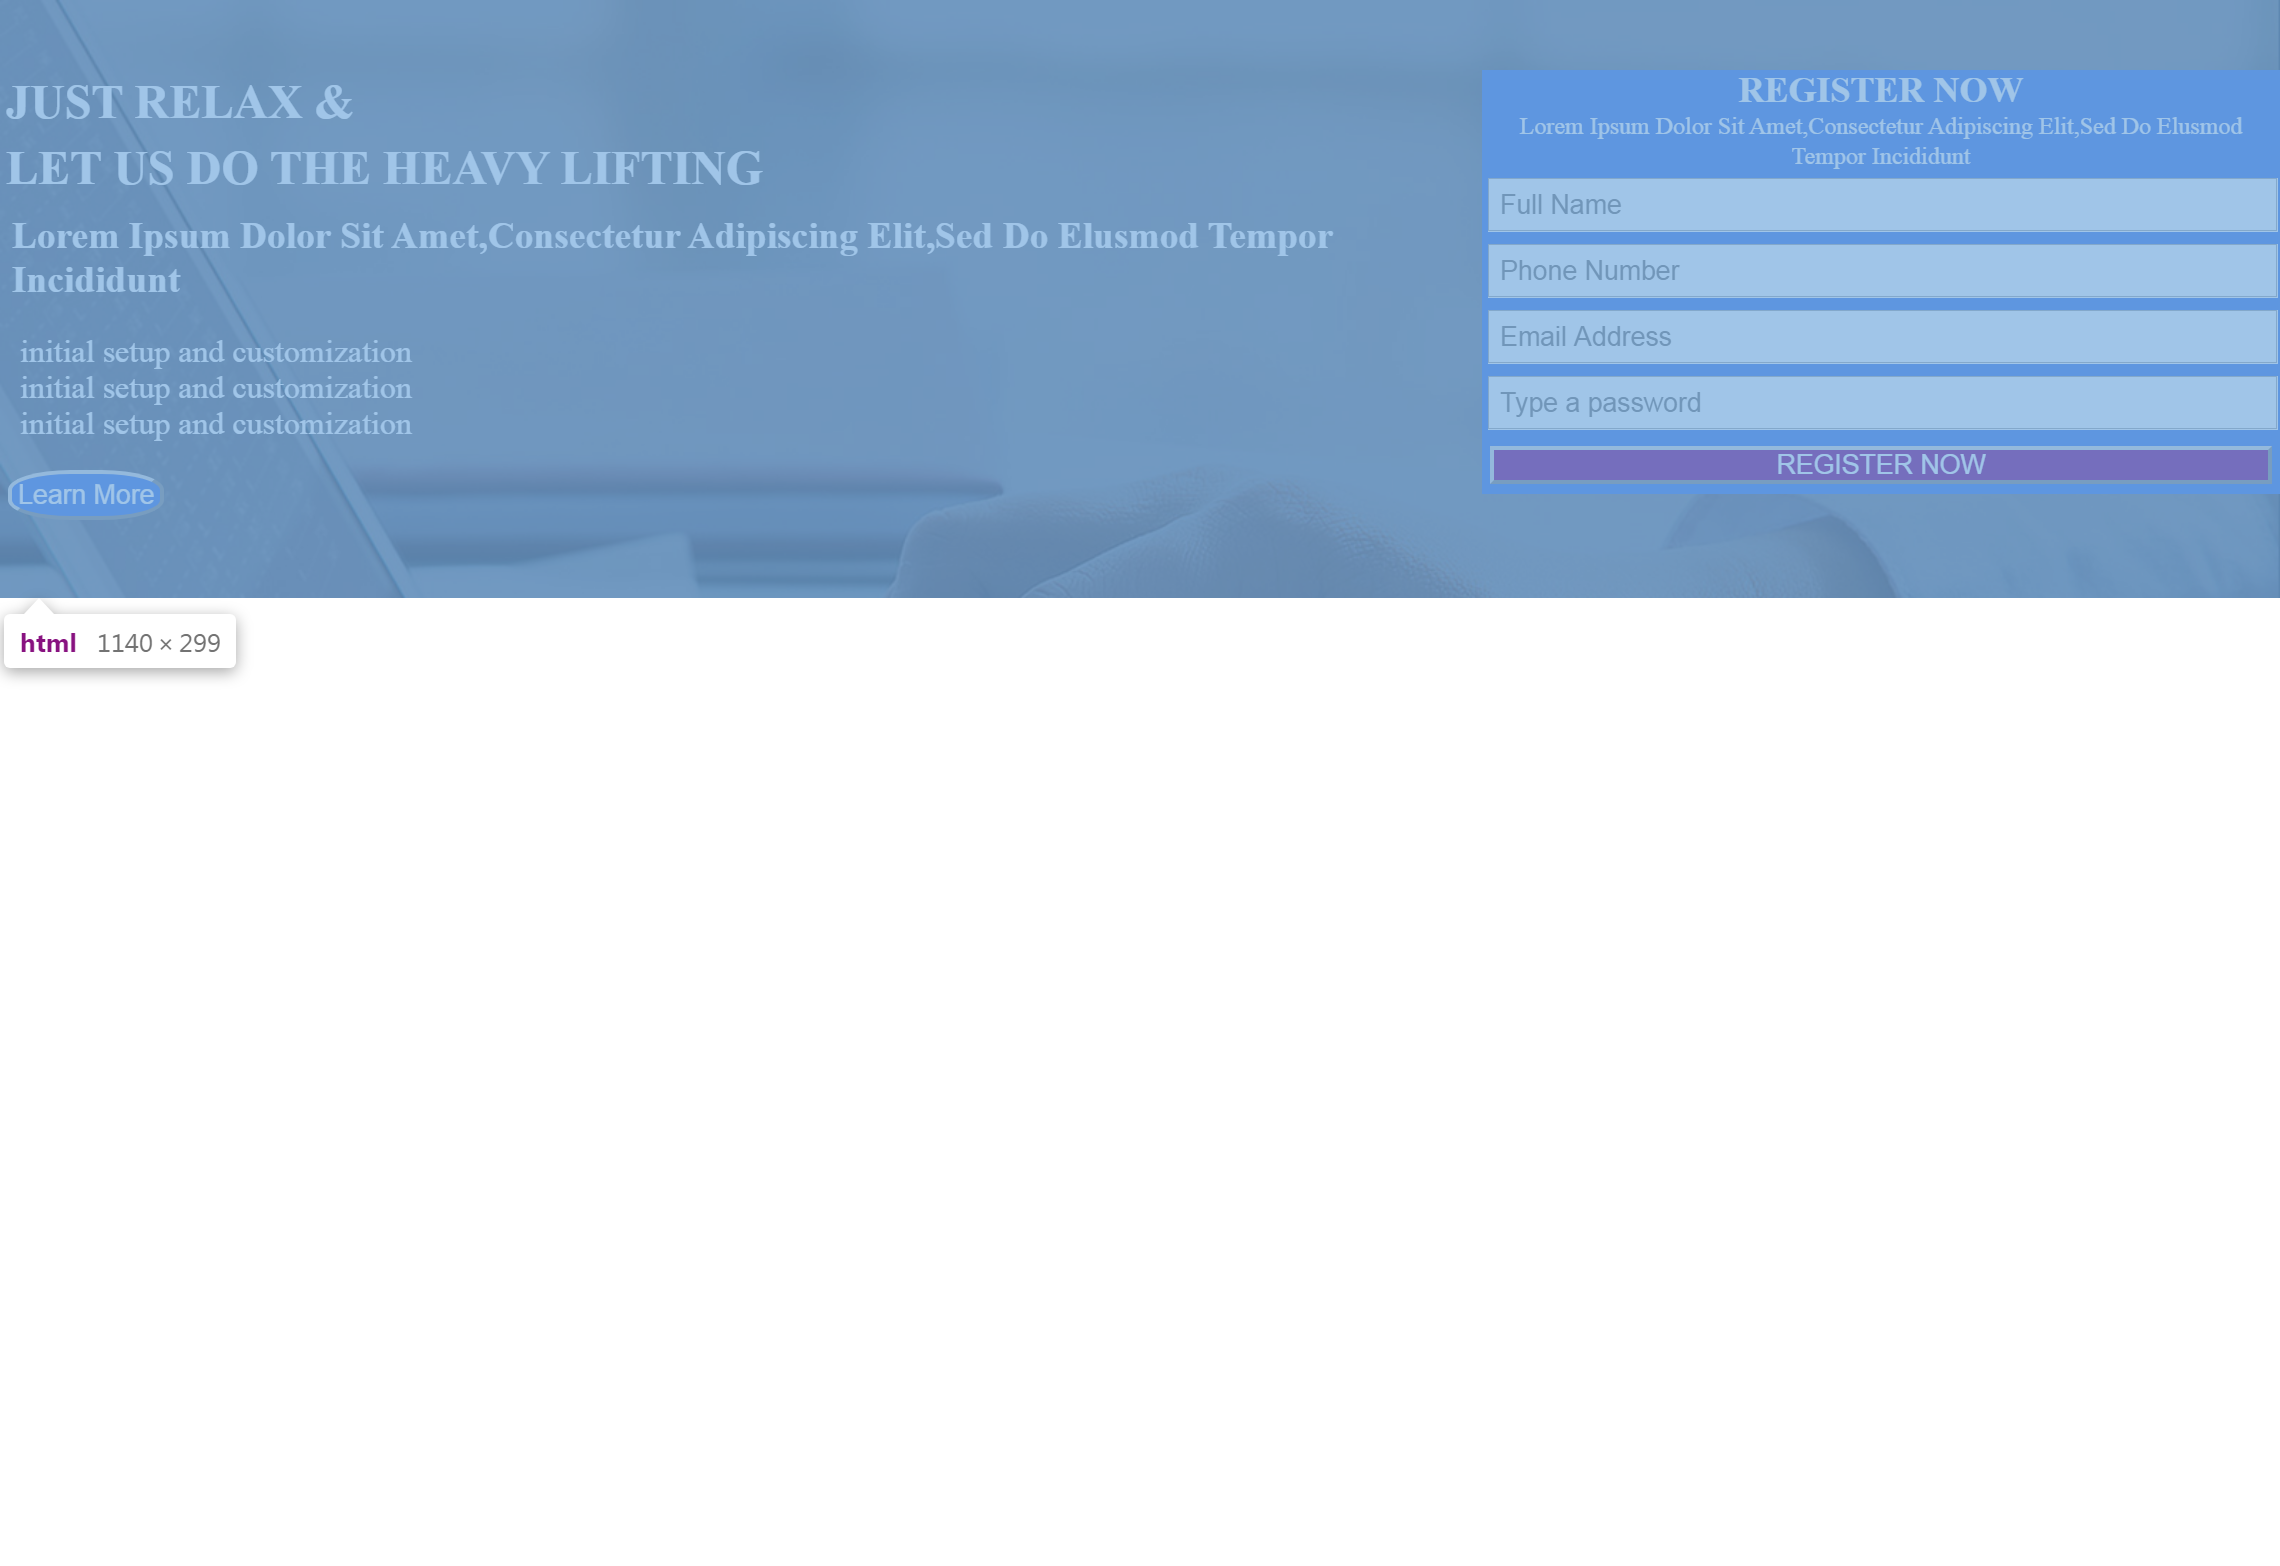 JUST RELAX &
LET US DO THE HEAVY LIFTING
Lorem Ipsum Dolor Sit Amet,Consectetur Adipiscing Elit,Sed Do Elusmod Tempor
Incididunt
initial setup and customization
initial setup and customization
initial setup and customization
Learn More
REGISTER NOW
Lorem Ipsum Dolor Sit Amet,Consectetur Adipiscing Elit,Sed Do Elusmod
Tempor Incididunt
Full Name
Phone Number
Email Address
Type a password
REGISTER NOW
html 1140 × 299